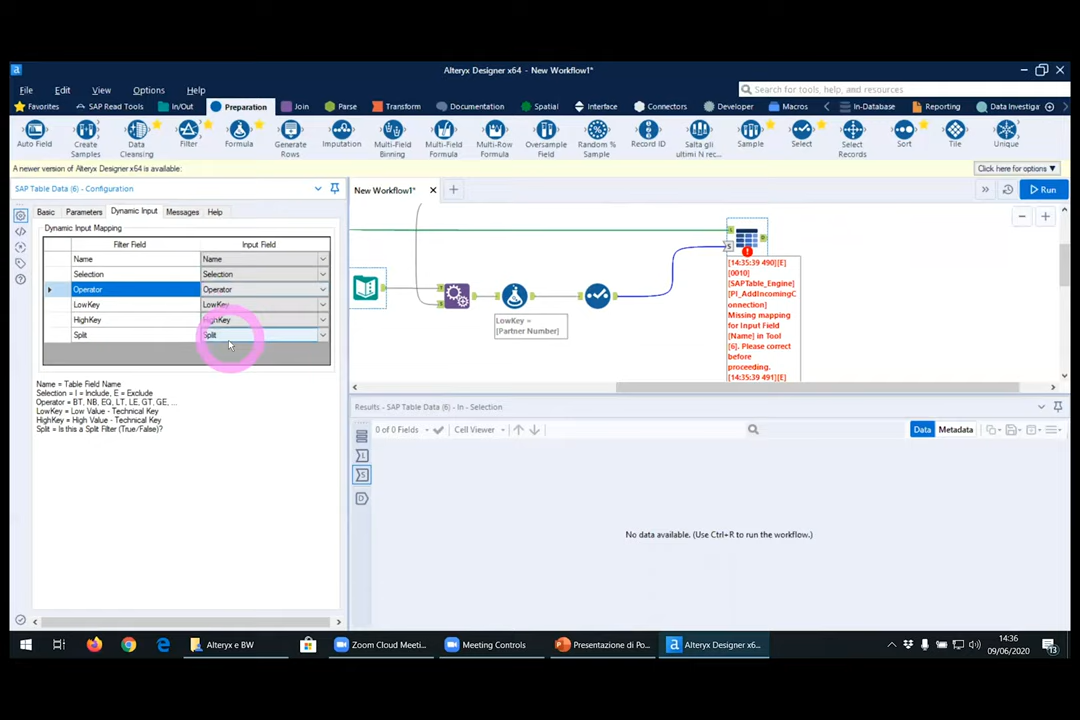 Alteryx Designer x64 - New Workflow1*
File Edit View Options Help
Search for tools, help, and resources
Favorites SAP Read Tools In/Out Preparation Join Parse Transform Documentation Spatial Interface Connectors Developer Macros In-Database Reporting Data Investiga
Auto Field
Create Samples
Data Cleansing
Filter
Formula
Generate Rows
Imputation
Multi-Field Binning
Multi-Field Formula
Multi-Row Formula
Oversample Field
Random % Sample
Record ID
Salta gli ultimi N rec...
Sample
Select
Select Records
Sort
Tile
Unique
A newer version of Alteryx Designer x64 is available:
Click here for options
SAP Table Data (6) - Configuration
New Workflow1*
Run
Basic Parameters Dynamic Input Messages Help
Dynamic Input Mapping
Filter Field Input Field
Name Name
Selection Selection
Operator Operator
LowKey LowKey
HighKey HighKey
Split Split
Name = Table Field Name
Selection = I = Include, E = Exclude
Operator = BT, NB, EQ, LT, LE, GT, GE, ...
LowKey = Low Value - Technical Key
HighKey = High Value - Technical Key
Split = Is this a Split Filter (True/False)?
LowKey =
[Partner Number]
[14:35:39 490][E]
[0010]
[SAPTable_Engine]
[PI_AddIncomingC
onnection]
Missing mapping
for Input Field
[Name] in Tool
[6]. Please correct
before
proceeding.
[14:35:39 491][E]
Results - SAP Table Data (6) - In - Selection
0 of 0 Fields Cell Viewer Data Metadata
No data available. (Use Ctrl+R to run the workflow.)
Alteryx e BW
Zoom Cloud Meeti...
Meeting Controls
Presentazione di Po...
Alteryx Designer x6...
14:36
09/06/2020
13